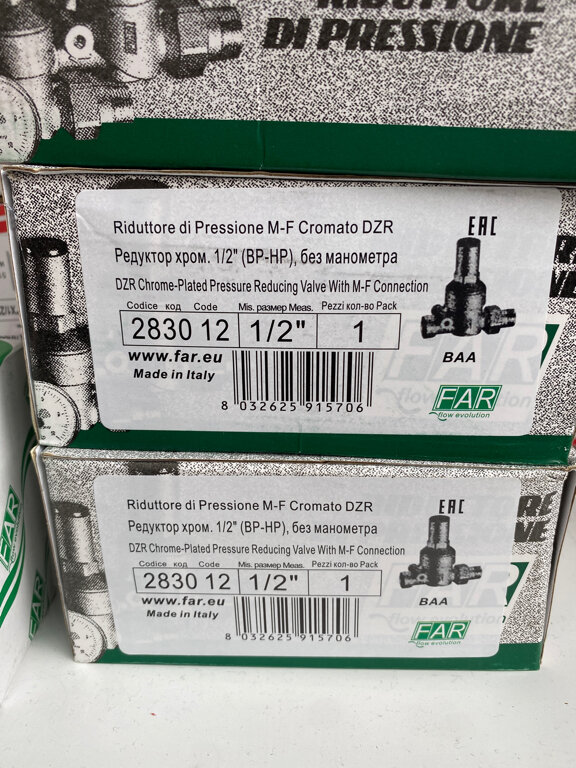 RIDUTTORE
DI PRESSIONE
Riduttore di Pressione M-F Cromato DZR
Редуктор хром. 1/2" (ВР-НР), без манометра
DZR Chrome-Plated Pressure Reducing Valve With M-F Connection
EAC
Codice код Code Mis. размер Meas. Pezzi кол-во Pack
2830 12 1/2" 1
www.far.eu
Made in Italy
8 032625 915706
BAA
FAR
flow evolution
Riduttore di Pressione M-F Cromato DZR
Редуктор хром. 1/2" (ВР-НР), без манометра
DZR Chrome-Plated Pressure Reducing Valve With M-F Connection
EAC
Codice код Code Mis. размер Meas. Pezzi кол-во Pack
2830 12 1/2" 1
www.far.eu
Made in Italy
8 032625 915706
BAA
FAR
flow evolution
FAR